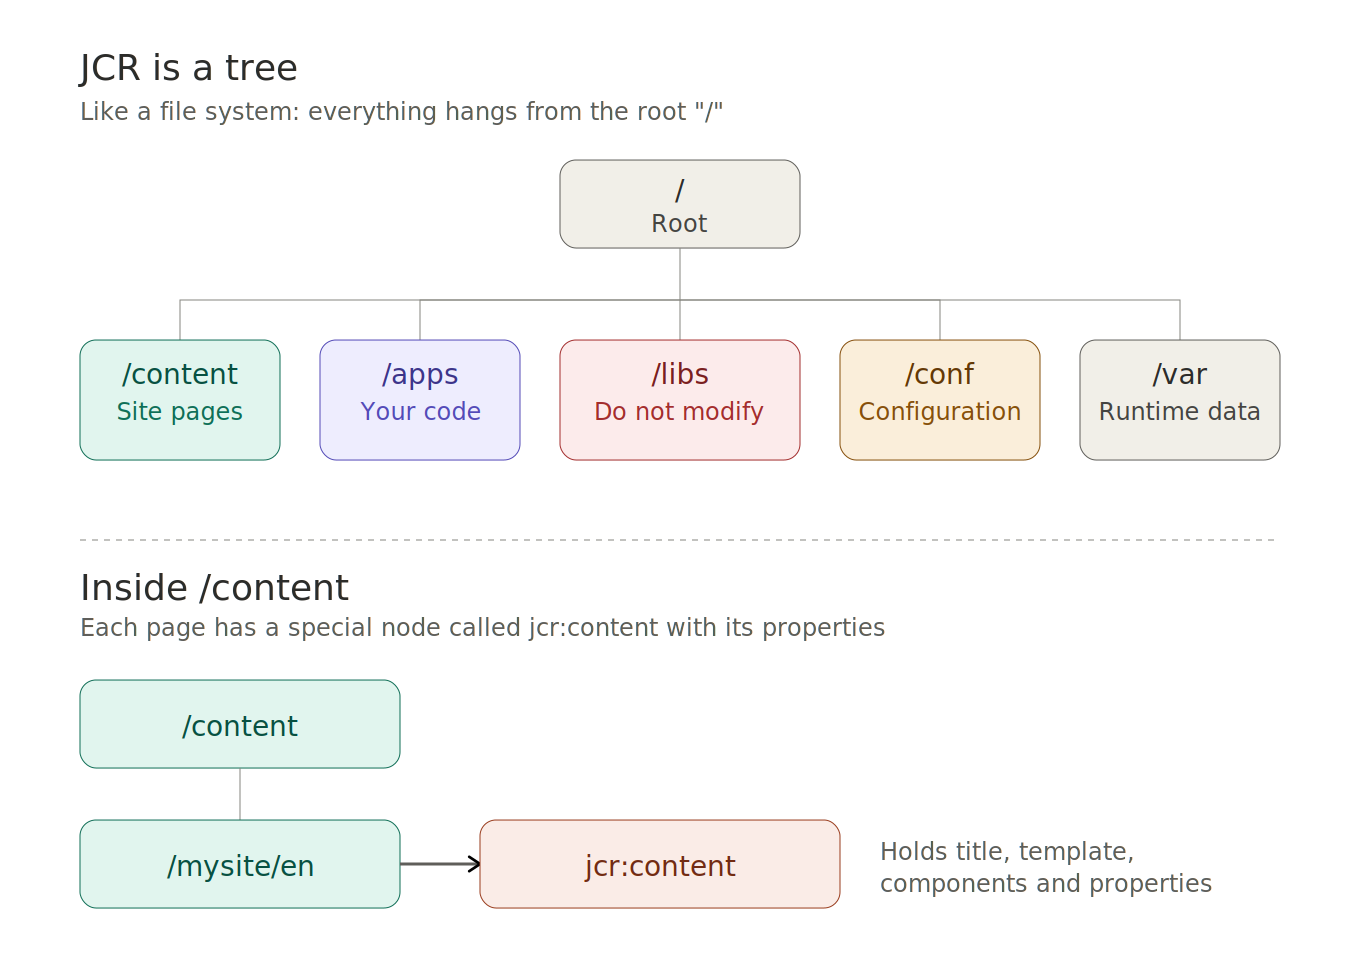 JCR is a tree
Like a file system: everything hangs from the root "/"
/
Root
/content
Site pages
/apps
Your code
/libs
Do not modify
/conf
Configuration
/var
Runtime data
Inside /content
Each page has a special node called jcr:content with its properties
/content
/mysite/en
jcr:content
Holds title, template,
components and properties